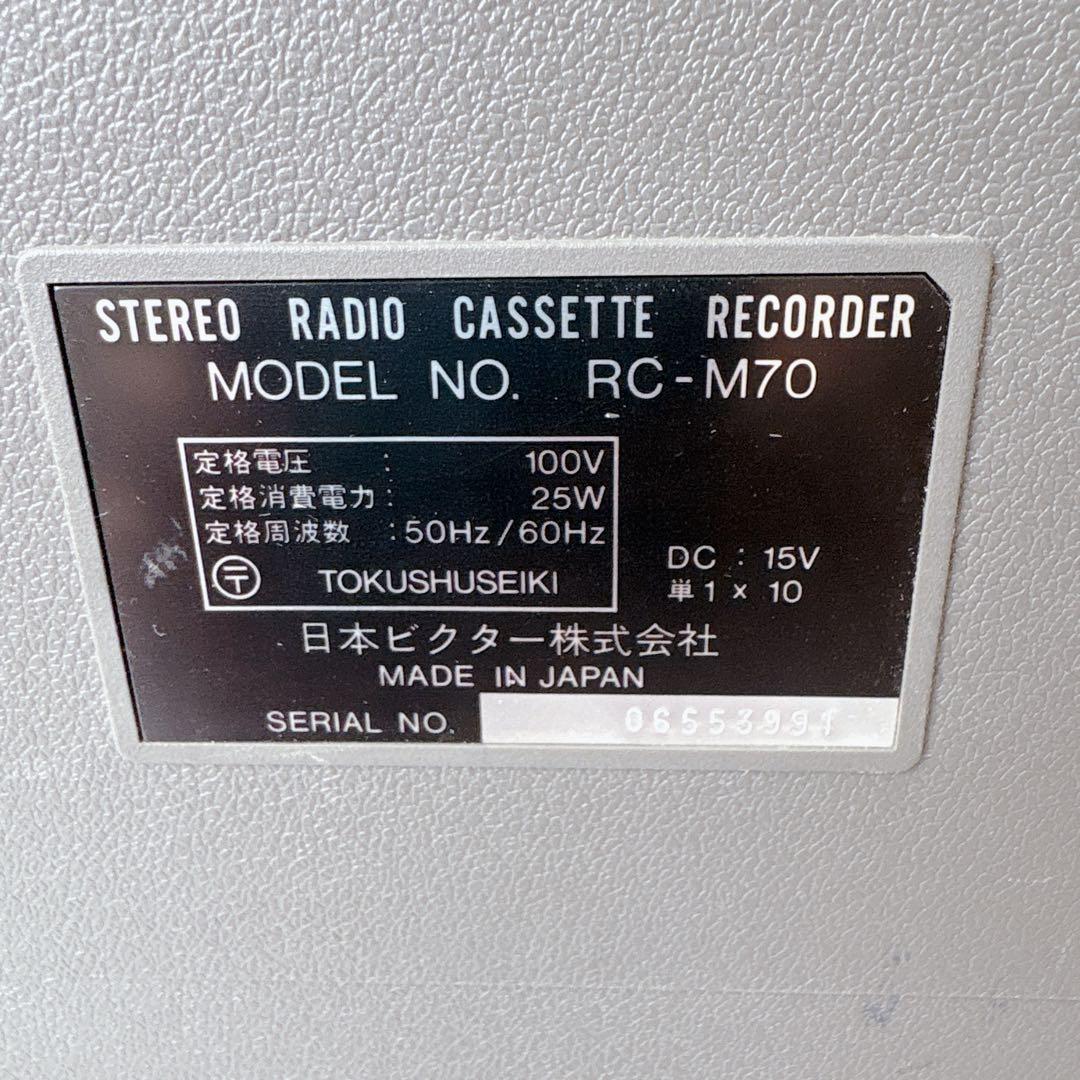 STEREO RADIO CASSETTE RECORDER
MODEL NO. RC-M70
定格電圧 : 100V
定格消費電力 : 25W
定格周波数 : 50Hz/60Hz
〒 TOKUSHUSEIKI
DC : 15V
単1 × 10
日本ビクター株式会社
MADE IN JAPAN
SERIAL NO. 06553991